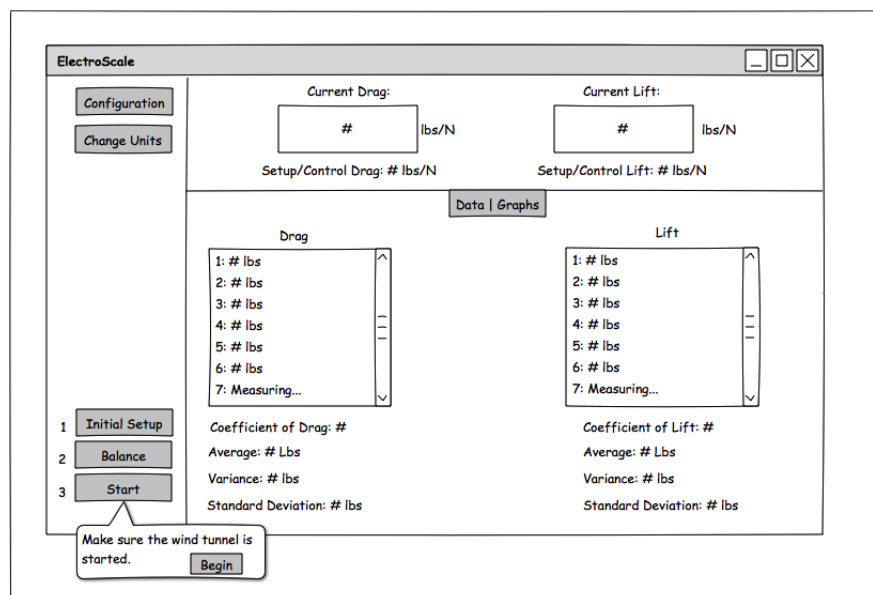 ElectroScale
Configuration
Change Units
Current Drag:
# lbs/N
Setup/Control Drag: # lbs/N
Current Lift:
# lbs/N
Setup/Control Lift: # lbs/N
Data | Graphs
Drag
1: # lbs
2: # lbs
3: # lbs
4: # lbs
5: # lbs
6: # lbs
7: Measuring...
Coefficient of Drag: #
Average: # Lbs
Variance: # lbs
Standard Deviation: # lbs
Lift
1: # lbs
2: # lbs
3: # lbs
4: # lbs
5: # lbs
6: # lbs
7: Measuring...
Coefficient of Lift: #
Average: # Lbs
Variance: # lbs
Standard Deviation: # lbs
1 Initial Setup
2 Balance
3 Start
Make sure the wind tunnel is
started.
Begin